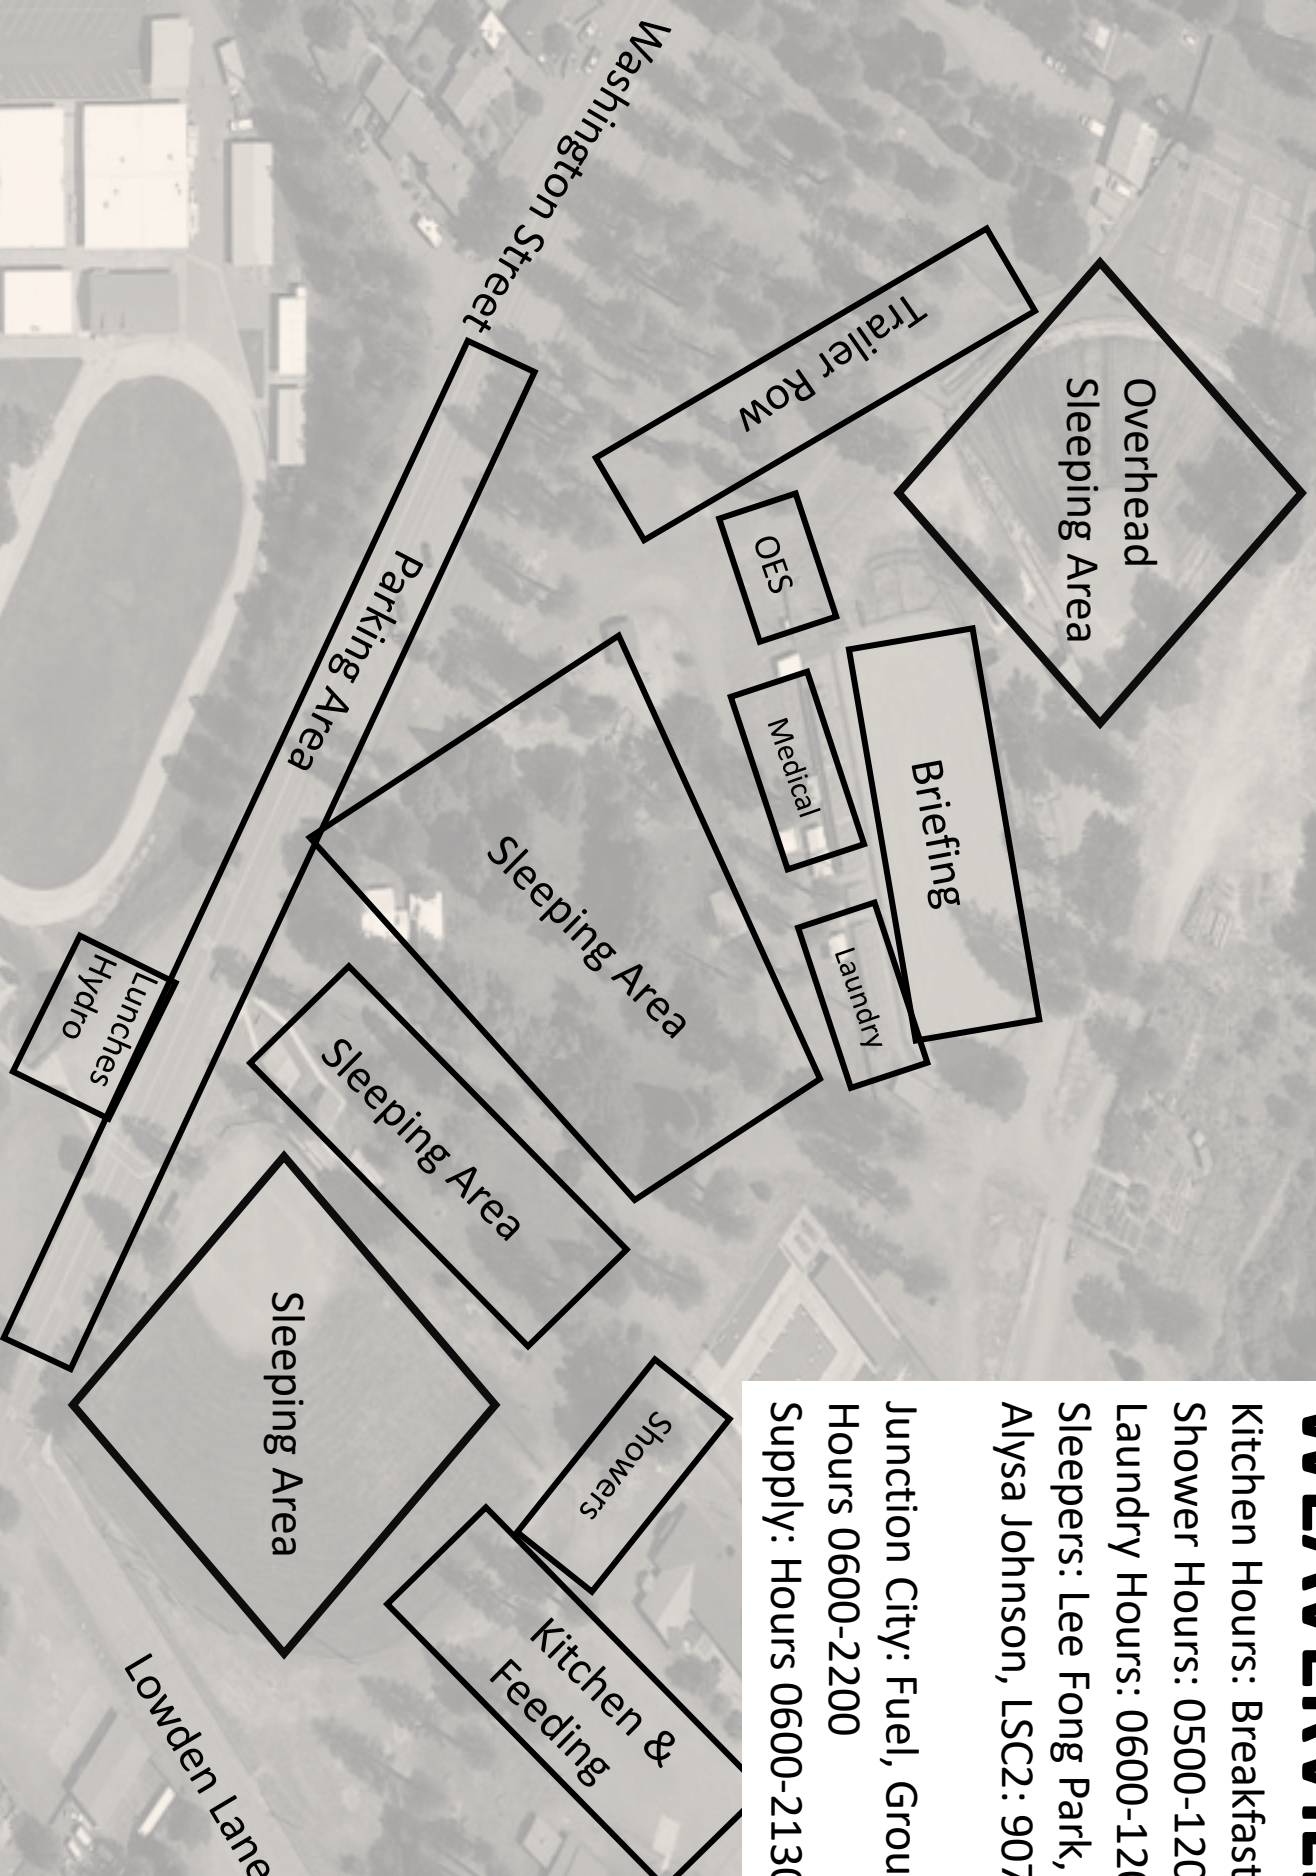 Washington Street
Trailer Row
Overhead
Sleeping Area
OES
Parking Area
Medical
Briefing
Sleeping Area
Laundry
Lunches
Hydro
Sleeping Area
Sleeping Area
Showers
Kitchen &
Feeding
Lowden Lane
Kitchen Hours: Breakfast
Shower Hours: 0500-120
Laundry Hours: 0600-120
Sleepers: Lee Fong Park,
Alysa Johnson, LSC2: 907
Junction City: Fuel, Grou
Hours 0600-2200
Supply: Hours 0600-2130